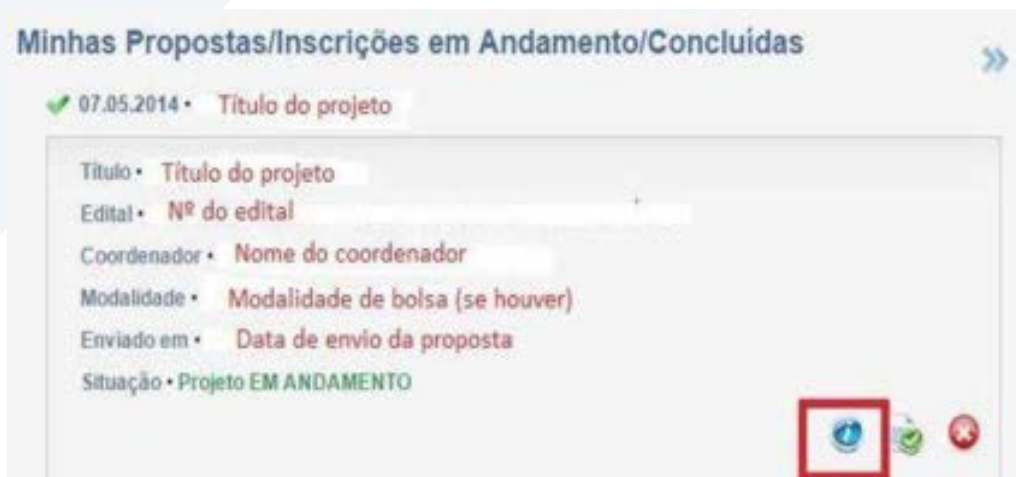 Minhas Propostas/Inscrições em Andamento/Concluídas
07.05.2014 • Título do projeto
Título • Título do projeto
Edital • Nº do edital
Coordenador • Nome do coordenador
Modalidade • Modalidade de bolsa (se houver)
Enviado em • Data de envio da proposta
Situação • Projeto EM ANDAMENTO